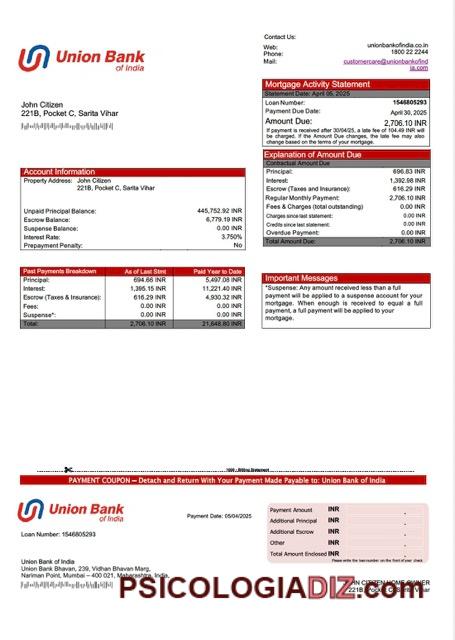 Union Bank
of India
Contact Us:
Web: unionbankofindia.co.in
Phone: 1800 22 2244
Mail: customercare@unionbankofind
ia.com
John Citizen
221B, Pocket C, Sarita Vihar
Mortgage Activity Statement
Statement Date: April 05, 2025
Loan Number: 1546805293
Payment Due Date: April 30, 2025
Amount Due: 2,706.10 INR
If payment is received after 30/04/25, a late fee of 104.49 INR will
be charged. If the Amount Due changes, the late fee may also
change based on the terms of your mortgage.
Account Information
Property Address: John Citizen
221B, Pocket C, Sarita Vihar
Unpaid Principal Balance: 445,752.92 INR
Escrow Balance: 6,779.19 INR
Suspense Balance: 0.00 INR
Interest Rate: 3.750%
Prepayment Penalty: No
Explanation of Amount Due
Contractual Amount Due
Principal: 696.83 INR
Interest: 1,392.98 INR
Escrow (Taxes and Insurance): 616.29 INR
Regular Monthly Payment: 2,706.10 INR
Fees & Charges (total outstanding) 0.00 INR
Charges since last statement: 0.00 INR
Credits since last statement: 0.00 INR
Overdue Payment: 0.00 INR
Total Amount Due: 2,706.10 INR
Past Payments Breakdown As of Last Stmt Paid Year to Date
Principal: 694.66 INR 5,497.08 INR
Interest: 1,395.15 INR 11,221.40 INR
Escrow (Taxes & Insurance): 616.29 INR 4,930.32 INR
Fees: 0.00 INR 0.00 INR
Suspense*: 0.00 INR 0.00 INR
Total: 2,706.10 INR 21,648.80 INR
Important Messages
*Suspense: Any amount received less than a full
payment will be applied to a suspense account for your
mortgage. When enough is received to equal a full
payment, a full payment will be applied to your
mortgage.
Billing Statement
PAYMENT COUPON – Detach and Return With Your Payment Made Payable to: Union Bank of India
Union Bank
of India
Payment Date: 05/04/2025
Loan Number: 1546805293
Payment Amount INR
Additional Principal INR
Additional Escrow INR
Other INR
Total Amount Enclosed INR
Please write the loan number on the front of your check
Union Bank of India
Union Bank Bhavan, 239, Vidhan Bhavan Marg,
Nariman Point, Mumbai – 400 021, Maharashtra, India.
JOHN CITIZEN HOME OWNER
221B, Pocket C, Sarita Vihar
PSICOLOGIADIZ.com